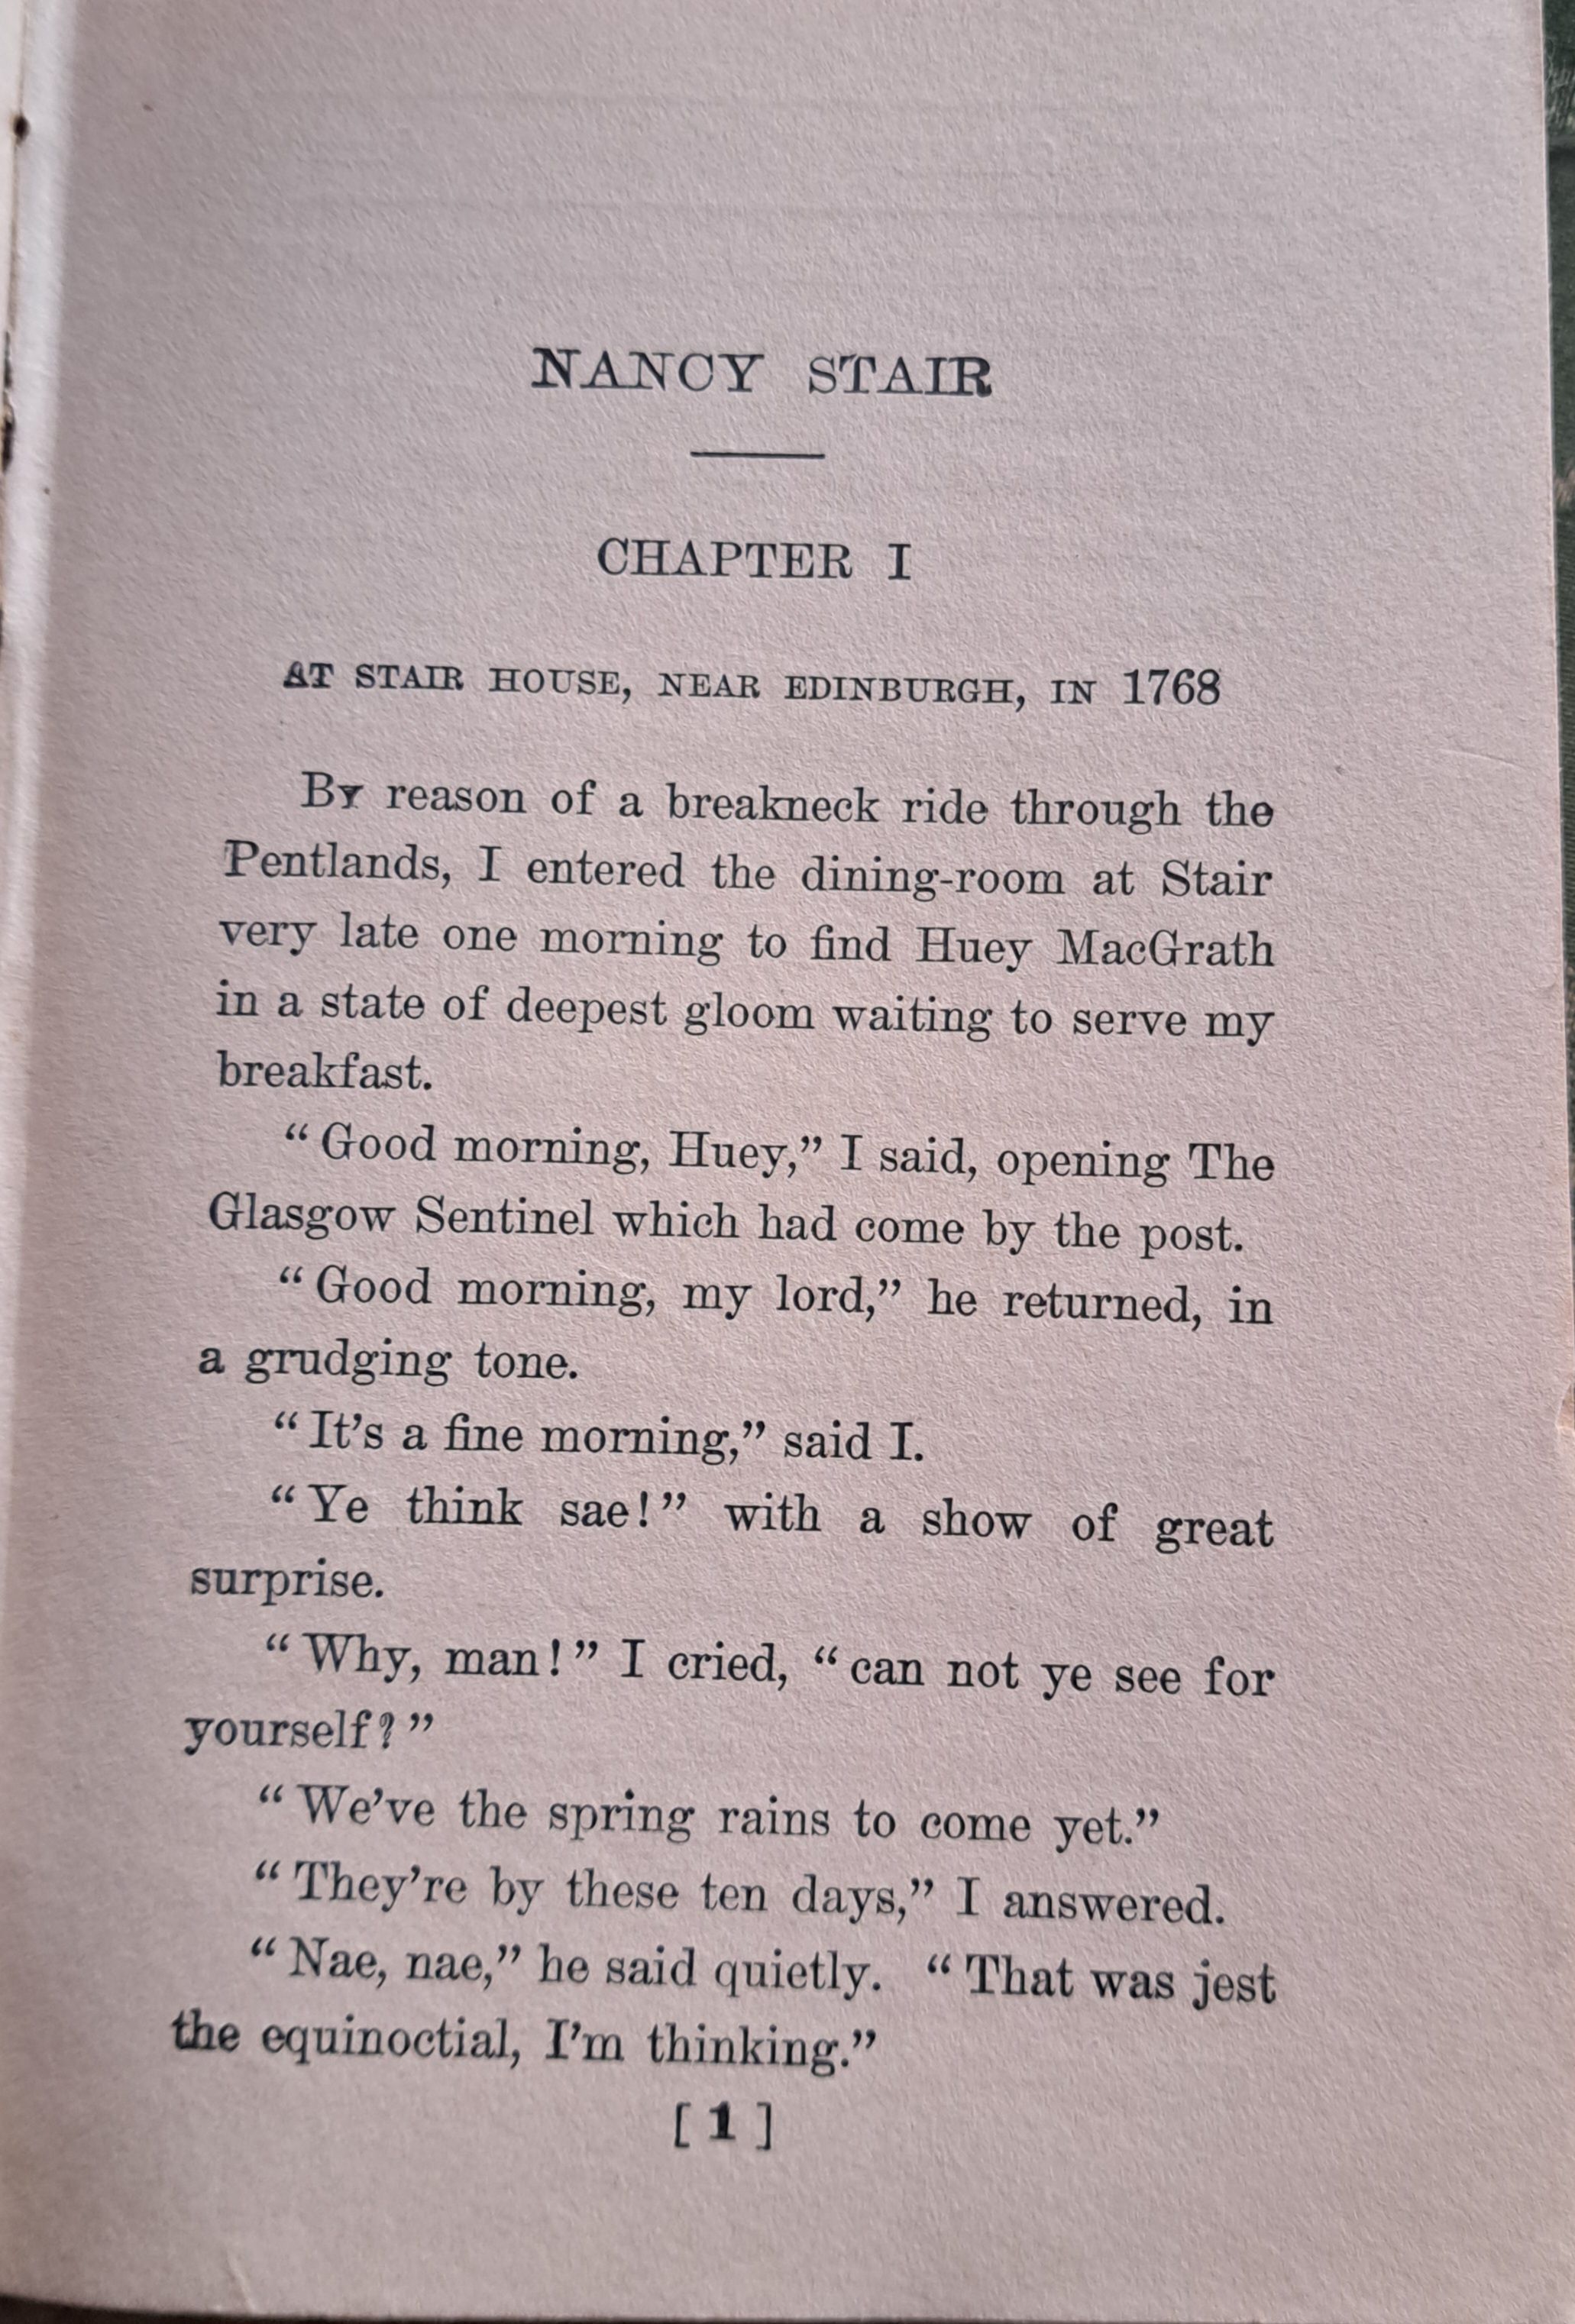 NANCY STAIR
CHAPTER I
AT STAIR HOUSE, NEAR EDINBURGH, IN 1768
By reason of a breakneck ride through the
Pentlands, I entered the dining-room at Stair
very late one morning to find Huey MacGrath
in a state of deepest gloom waiting to serve my
breakfast.
“Good morning, Huey,” I said, opening The
Glasgow Sentinel which had come by the post.
“Good morning, my lord,” he returned, in
a grudging tone.
“It’s a fine morning,” said I.
“Ye think sae!” with a show of great
surprise.
“Why, man!” I cried, “can not ye see for
yourself?”
“We’ve the spring rains to come yet.”
“They’re by these ten days,” I answered.
“Nae, nae,” he said quietly. “That was jest
the equinoctial, I’m thinking.”
[1]